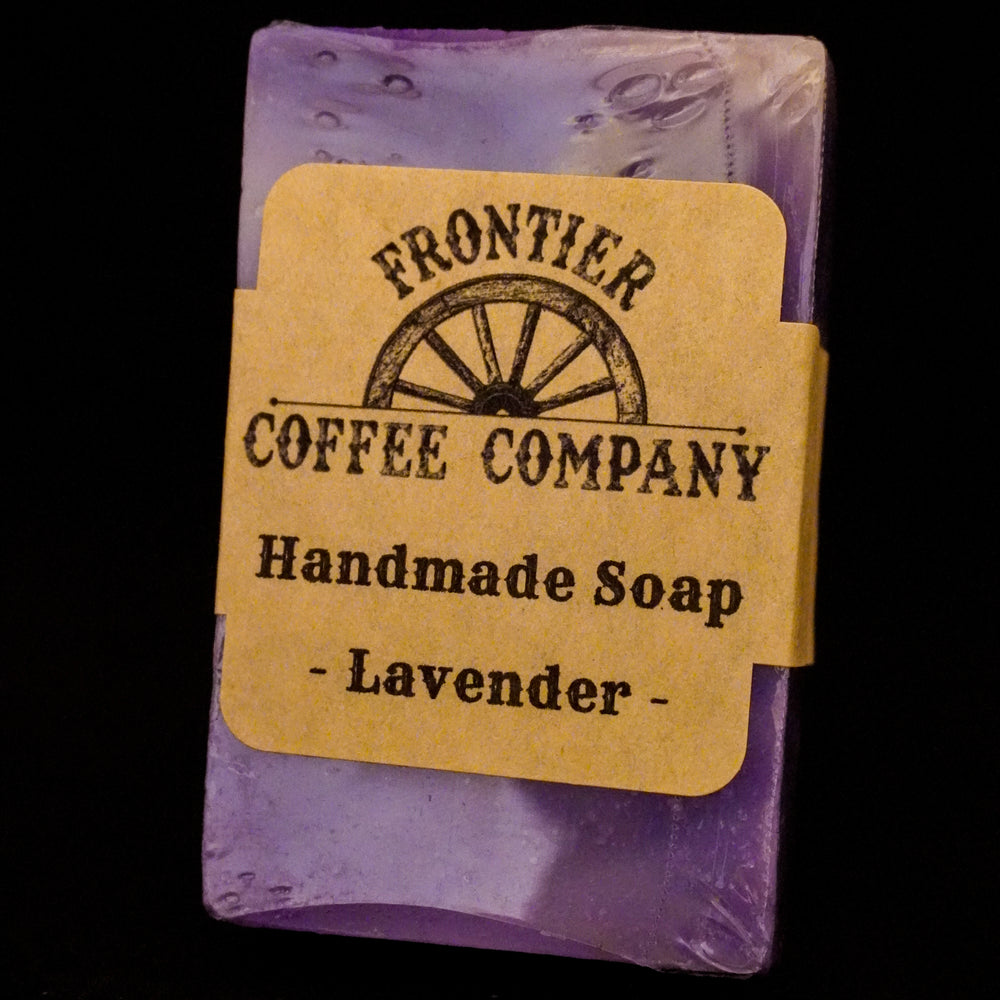 FRONTIER
COFFEE COMPANY
Handmade Soap
- Lavender -